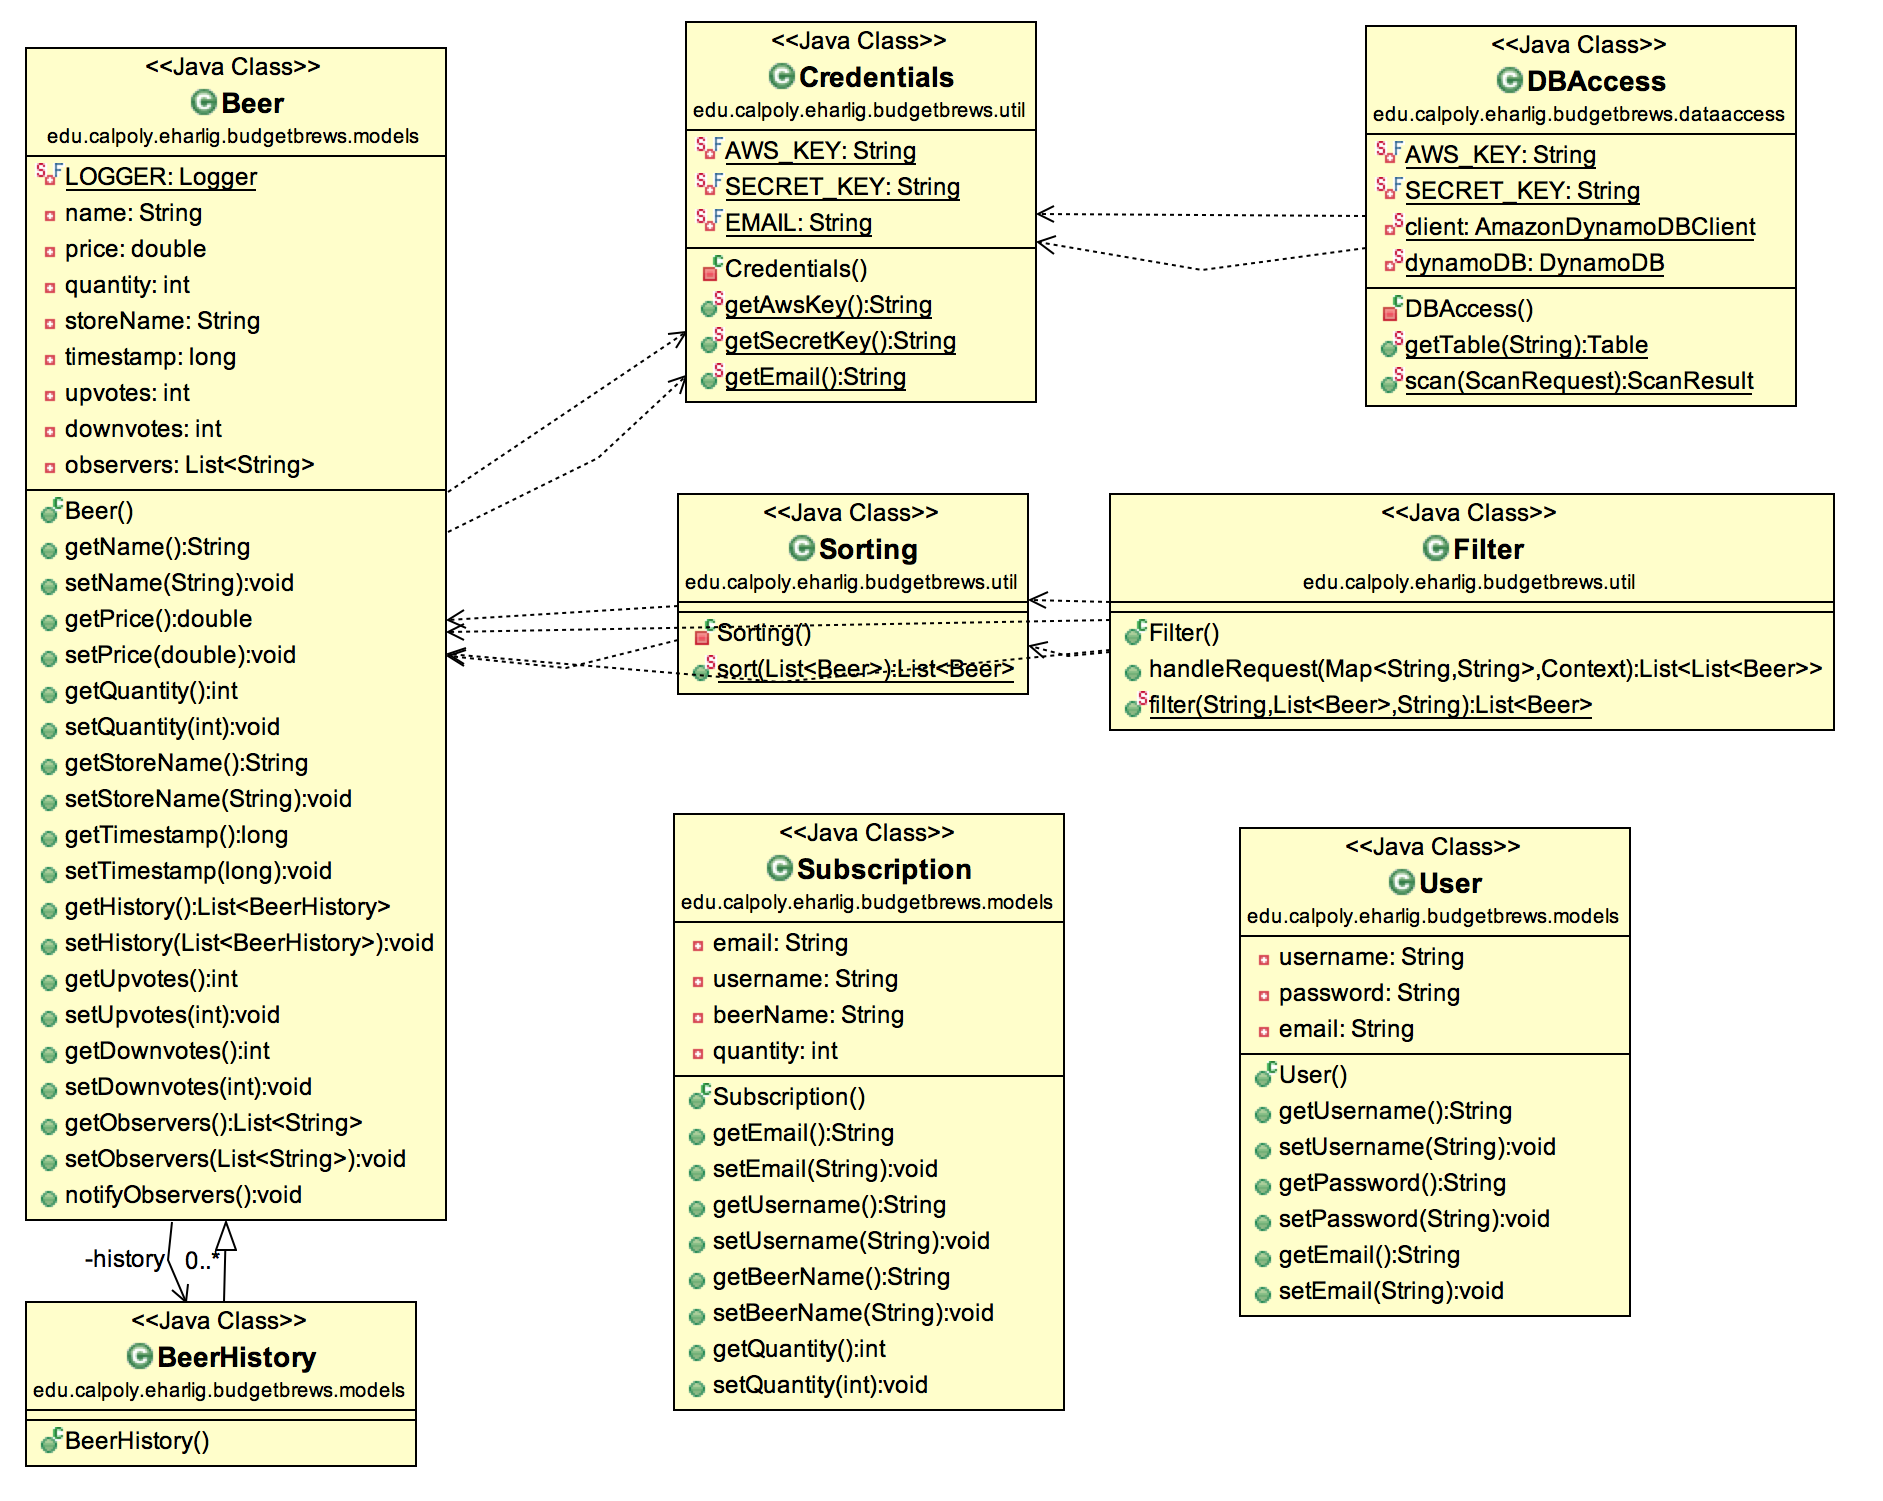 <<Java Class>>
Beer
edu.calpoly.eharlig.budgetbrews.models
LOGGER: Logger
name: String
price: double
quantity: int
storeName: String
timestamp: long
upvotes: int
downvotes: int
observers: List<String>
Beer()
getName():String
setName(String):void
getPrice():double
setPrice(double):void
getQuantity():int
setQuantity(int):void
getStoreName():String
setStoreName(String):void
getTimestamp():long
setTimestamp(long):void
getHistory():List<BeerHistory>
setHistory(List<BeerHistory>):void
getUpvotes():int
setUpvotes(int):void
getDownvotes():int
setDownvotes(int):void
getObservers():List<String>
setObservers(List<String>):void
notifyObservers():void
-history
0..*
<<Java Class>>
BeerHistory
edu.calpoly.eharlig.budgetbrews.models
BeerHistory()
<<Java Class>>
Credentials
edu.calpoly.eharlig.budgetbrews.util
AWS_KEY: String
SECRET_KEY: String
EMAIL: String
Credentials()
getAwsKey():String
getSecretKey():String
getEmail():String
<<Java Class>>
DBAccess
edu.calpoly.eharlig.budgetbrews.dataaccess
AWS_KEY: String
SECRET_KEY: String
client: AmazonDynamoDBClient
dynamoDB: DynamoDB
DBAccess()
getTable(String):Table
scan(ScanRequest):ScanResult
<<Java Class>>
Sorting
edu.calpoly.eharlig.budgetbrews.util
Sorting()
sort(List<Beer>):List<Beer>
<<Java Class>>
Filter
edu.calpoly.eharlig.budgetbrews.util
Filter()
handleRequest(Map<String,String>,Context):List<List<Beer>>
filter(String,List<Beer>,String):List<Beer>
<<Java Class>>
Subscription
edu.calpoly.eharlig.budgetbrews.models
email: String
username: String
beerName: String
quantity: int
Subscription()
getEmail():String
setEmail(String):void
getUsername():String
setUsername(String):void
getBeerName():String
setBeerName(String):void
getQuantity():int
setQuantity(int):void
<<Java Class>>
User
edu.calpoly.eharlig.budgetbrews.models
username: String
password: String
email: String
User()
getUsername():String
setUsername(String):void
getPassword():String
setPassword(String):void
getEmail():String
setEmail(String):void